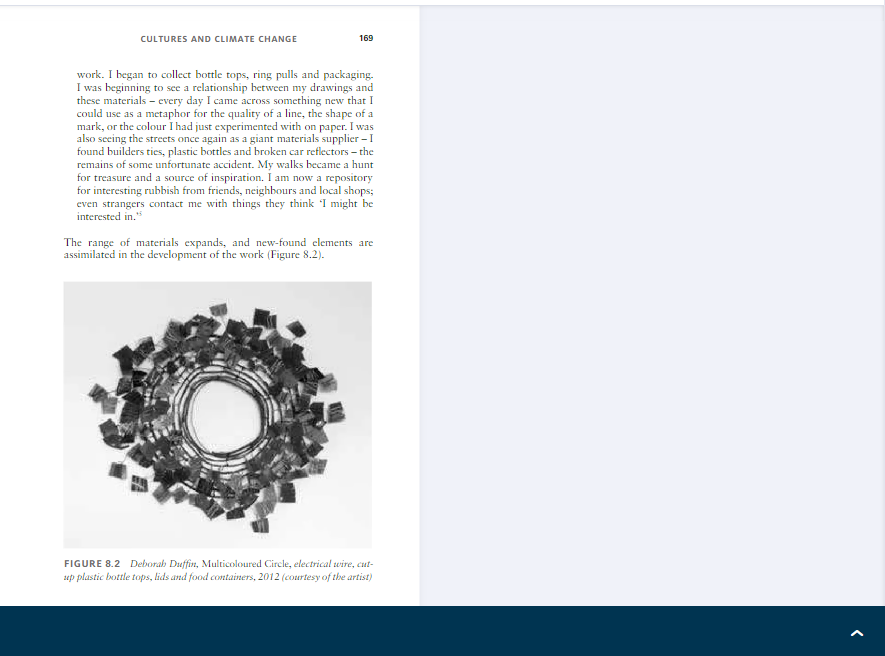 CULTURES AND CLIMATE CHANGE 169
work. I began to collect bottle tops, ring pulls and packaging.
I was beginning to see a relationship between my drawings and
these materials – every day I came across something new that I
could use as a metaphor for the quality of a line, the shape of a
mark, or the colour I had just experimented with on paper. I was
also seeing the streets once again as a giant materials supplier – I
found builders ties, plastic bottles and broken car reflectors – the
remains of some unfortunate accident. My walks became a hunt
for treasure and a source of inspiration. I am now a repository
for interesting rubbish from friends, neighbours and local shops;
even strangers contact me with things they think ‘I might be
interested in.’
The range of materials expands, and new-found elements are
assimilated in the development of the work (Figure 8.2).
FIGURE 8.2 Deborah Duffin, Multicoloured Circle, electrical wire, cut-
up plastic bottle tops, lids and food containers, 2012 (courtesy of the artist)